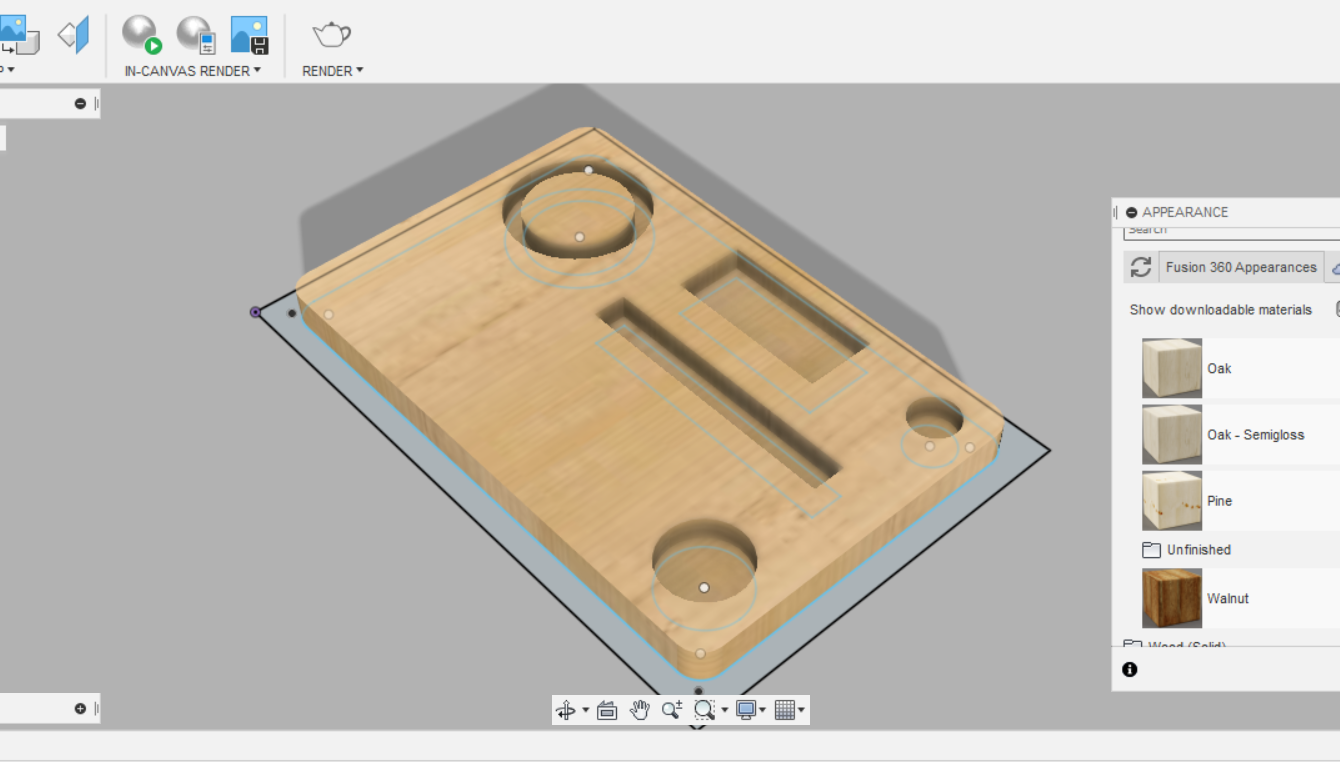 IN-CANVAS RENDER
RENDER
APPEARANCE
Search
Fusion 360 Appearances
Show downloadable materials
Oak
Oak - Semigloss
Pine
Unfinished
Walnut
Wood (Solid)